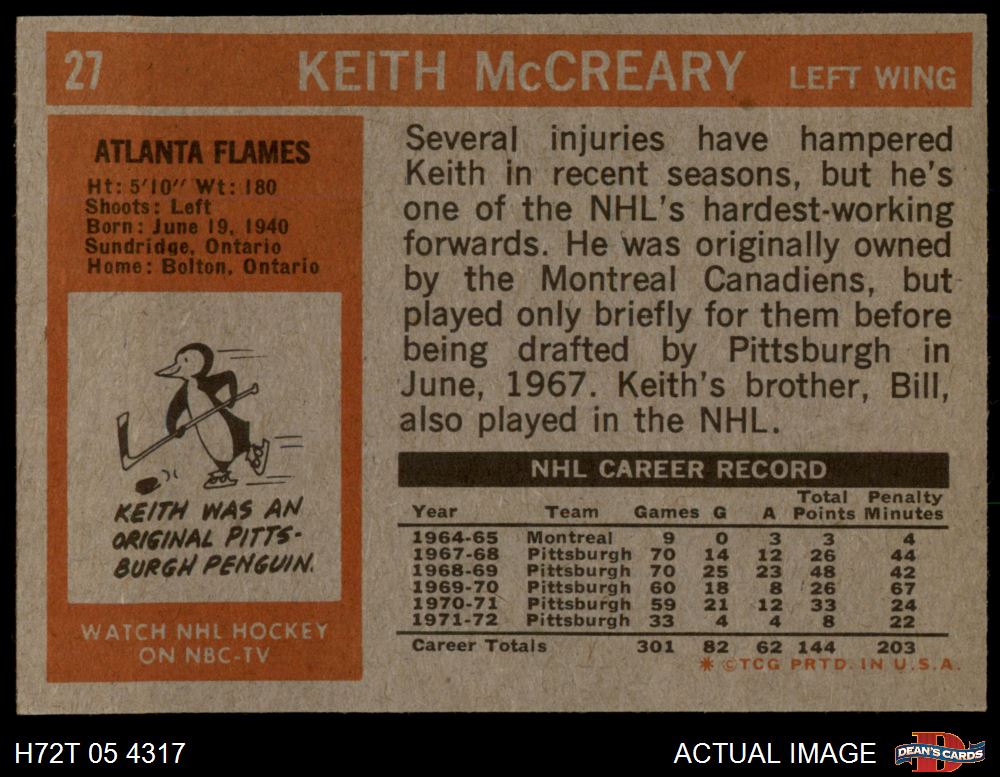 27 KEITH McCREARY LEFT WING
ATLANTA FLAMES
Ht: 5'10" Wt: 180
Shoots: Left
Born: June 19, 1940
Sundridge, Ontario
Home: Bolton, Ontario
KEITH WAS AN
ORIGINAL PITTS-
BURGH PENGUIN.
WATCH NHL HOCKEY
ON NBC-TV
Several injuries have hampered
Keith in recent seasons, but he's
one of the NHL's hardest-working
forwards. He was originally owned
by the Montreal Canadiens, but
played only briefly for them before
being drafted by Pittsburgh in
June, 1967. Keith's brother, Bill,
also played in the NHL.
NHL CAREER RECORD
Total Penalty
Year Team Games G A Points Minutes
1964-65 Montreal 9 0 3 3 4
1967-68 Pittsburgh 70 14 12 26 44
1968-69 Pittsburgh 70 25 23 48 42
1969-70 Pittsburgh 60 18 8 26 67
1970-71 Pittsburgh 59 21 12 33 24
1971-72 Pittsburgh 33 4 4 8 22
Career Totals 301 82 62 144 203
* ©TCG PRTD. IN U.S.A.
H72T 05 4317 ACTUAL IMAGE DEAN'S CARDS